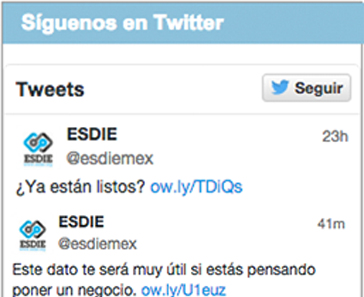 Síguenos en Twitter
Tweets
Seguir
ESDIE
23h
ESDIE
@esdiemex
¿Ya están listos? ow.ly/TDiQs
ESDIE
41m
ESDIE
@esdiemex
Este dato te será muy útil si estás pensando
poner un negocio. ow.ly/U1euz